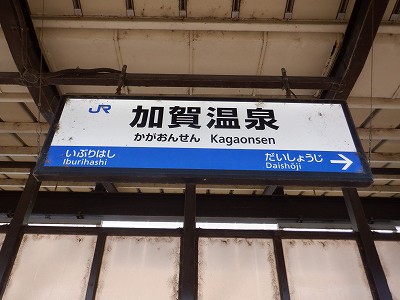 JR
加賀温泉
かがおんせん Kagaonsen
いぶりはし だいしょうじ
Iburihashi Daishōji